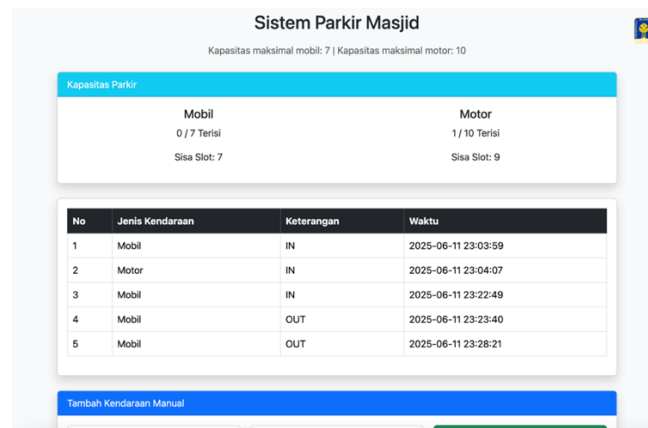 Sistem Parkir Masjid
Kapasitas maksimal mobil: 7 | Kapasitas maksimal motor: 10
Kapasitas Parkir
Mobil Motor
0 / 7 Terisi 1 / 10 Terisi
Sisa Slot: 7 Sisa Slot: 9
No Jenis Kendaraan Keterangan Waktu
1 Mobil IN 2025-06-11 23:03:59
2 Motor IN 2025-06-11 23:04:07
3 Mobil IN 2025-06-11 23:22:49
4 Mobil OUT 2025-06-11 23:23:40
5 Mobil OUT 2025-06-11 23:28:21
Tambah Kendaraan Manual